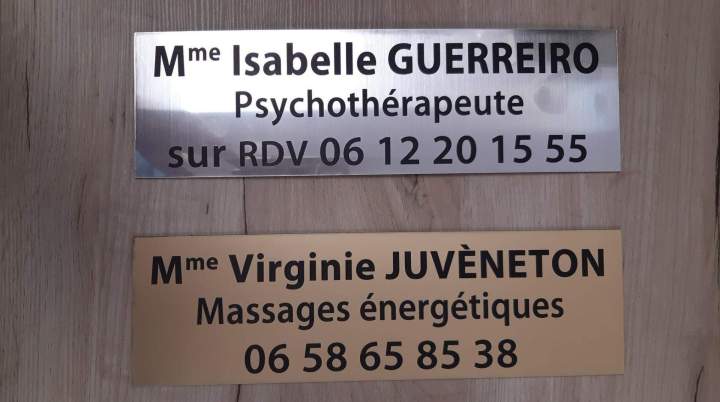 Mme Isabelle GUERREIRO
Psychothérapeute
sur RDV 06 12 20 15 55
Mme Virginie JUVÈNETON
Massages énergétiques
06 58 65 85 38